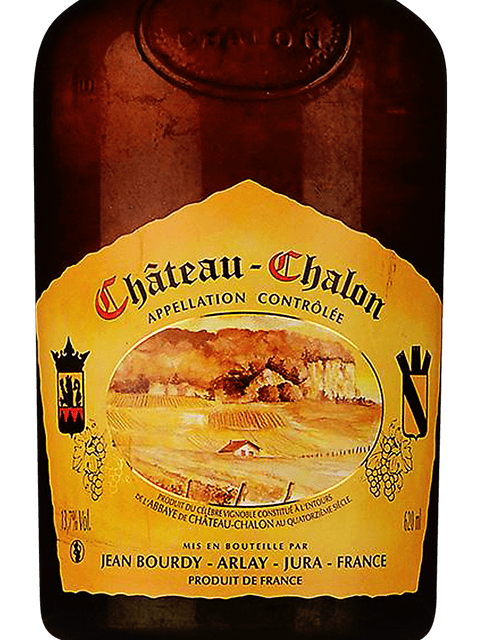 CHALON
Château-Chalon
APPELLATION CONTRÔLÉE
PRODUIT DU CÉLÈBRE VIGNOBLE CONSTITUÉ À L'ENTOURS
DE L'ABBAYE DE CHÂTEAU-CHALON AU QUATORZIÈME SIÈCLE.
13,7% Vol.
620 ml
MIS EN BOUTEILLE PAR
JEAN BOURDY - ARLAY - JURA - FRANCE
PRODUIT DE FRANCE